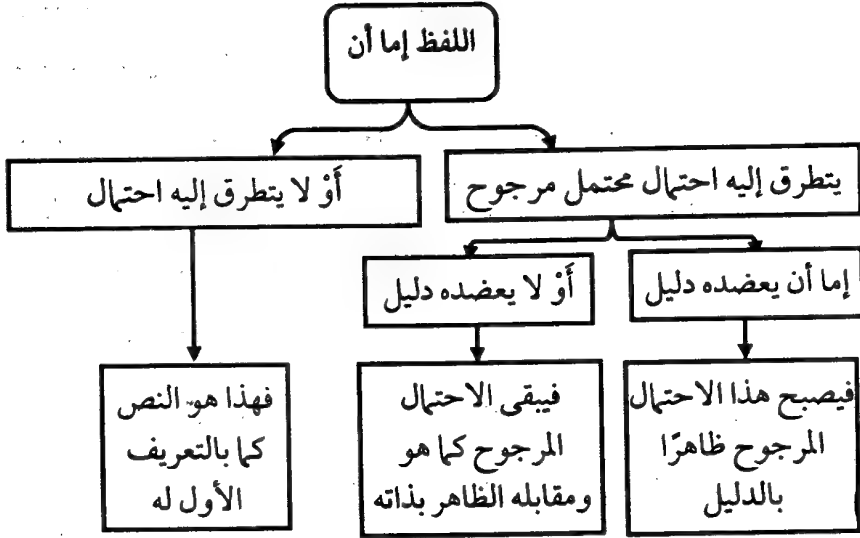 اللفظ إما أن
يتطرق إليه احتمال محتمل مرجوح
أَوْ لا يتطرق إليه احتمال
إما أن يعضده دليل
أَوْ لا يعضده دليل
فيصبح هذا الاحتمال
المرجوح ظاهرًا
بالدليل
فيبقى الاحتمال
المرجوح كما هو
ومقابله الظاهر بذاته
فهذا هو النص
كما بالتعريف
الأول له